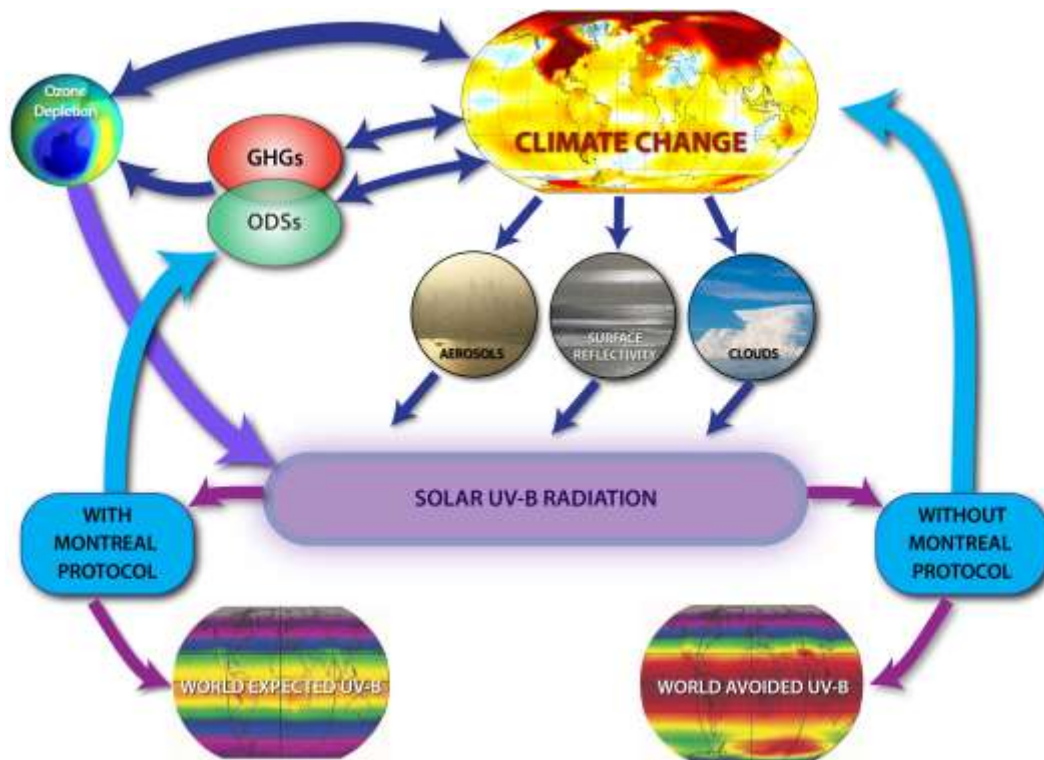 Ozone
Depletion
GHGs
ODSs
CLIMATE CHANGE
AEROSOLS
SURFACE
REFLECTIVITY
CLOUDS
SOLAR UV-B RADIATION
WITH
MONTREAL
PROTOCOL
WITHOUT
MONTREAL
PROTOCOL
WORLD EXPECTED UV-B
WORLD AVOIDED UV-B